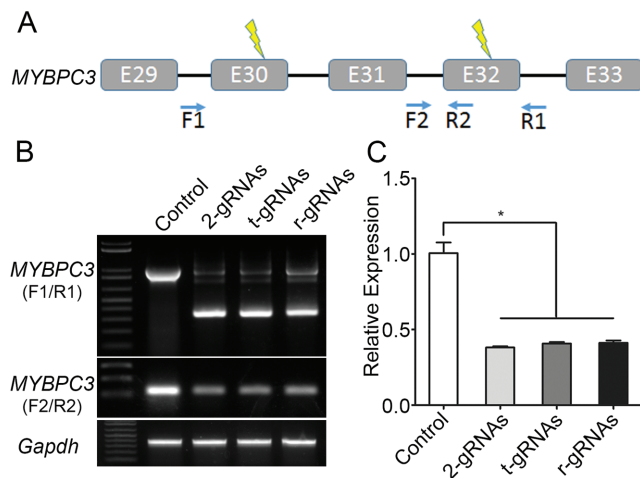 A
MYBPC3
E29 E30 E31 E32 E33
F1 F2 R2 R1
B
Control 2-gRNAs t-gRNAs r-gRNAs
MYBPC3
(F1/R1)
MYBPC3
(F2/R2)
Gapdh
C
Relative Expression
1.5
1.0
0.5
0.0
*
Control 2-gRNAs t-gRNAs r-gRNAs